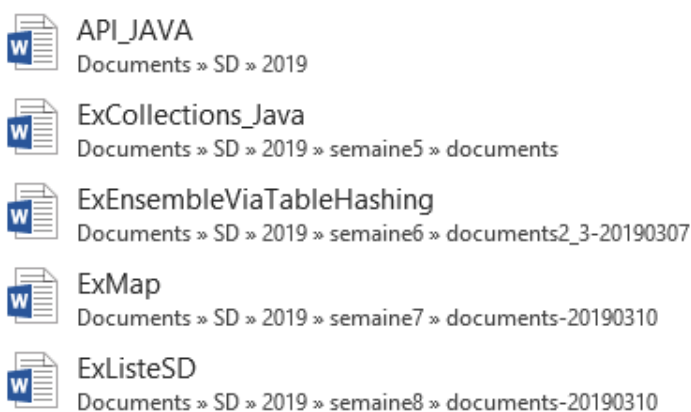 API_JAVA
Documents » SD » 2019
ExCollections_Java
Documents » SD » 2019 » semaine5 » documents
ExEnsembleViaTableHashing
Documents » SD » 2019 » semaine6 » documents2_3-20190307
ExMap
Documents » SD » 2019 » semaine7 » documents-20190310
ExListeSD
Documents » SD » 2019 » semaine8 » documents-20190310